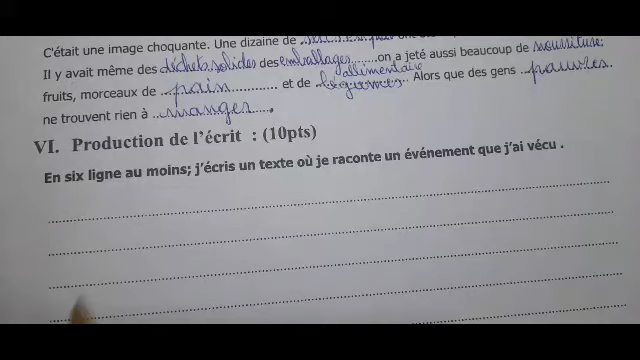 C'était une image choquante. Une dizaine de
Il y avait même des déchets solides des emballages ........on a jeté aussi beaucoup de nourriture:
allimentaire
fruits, morceaux de ...pain............. et de légumes... Alors que des gens ...pauvres.
ne trouvent rien à ...manger.....
VI. Production de l'écrit : (10pts)
En six ligne au moins; j'écris un texte où je raconte un événement que j'ai vécu .